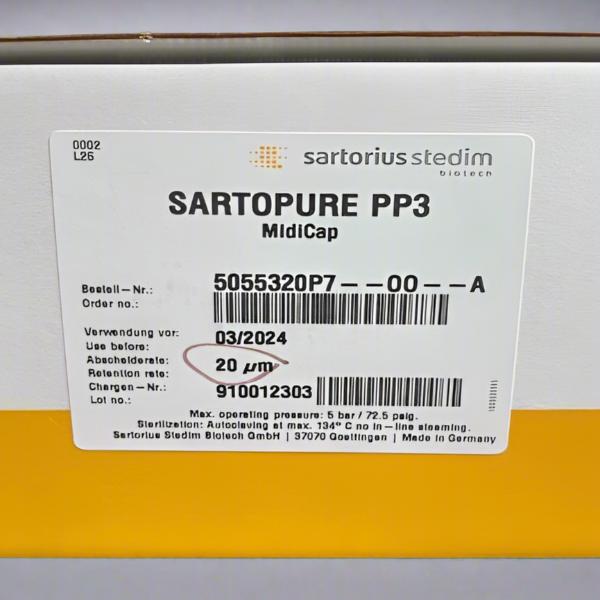 0002
L26
sartorius stedim
biotech
SARTOPURE PP3
MidiCap
Bestell-Nr.:
Order no.:
5055320P7--00--A
Verwendung vor:
Use before:
03/2024
Abscheiderate:
Retention rate:
20 µm
Chargen-Nr.:
Lot no.:
910012303
Max. operating pressure: 5 bar / 72.5 psig.
Sterilization: Autoclaving at max. 134° C no in-line steaming.
Sartorius Stedim Biotech GmbH | 37070 Goettingen | Made in Germany